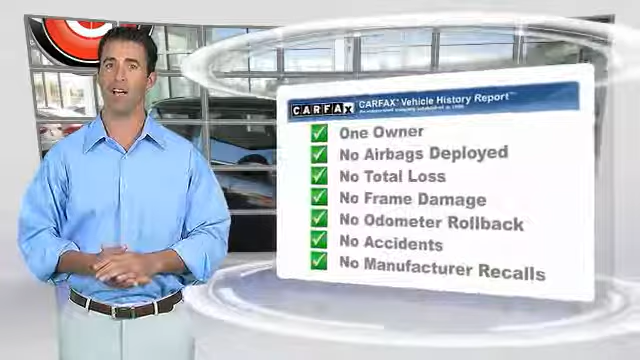 CARFAX
CARFAX Vehicle History Report™
One Owner
No Airbags Deployed
No Total Loss
No Frame Damage
No Odometer Rollback
No Accidents
No Manufacturer Recalls